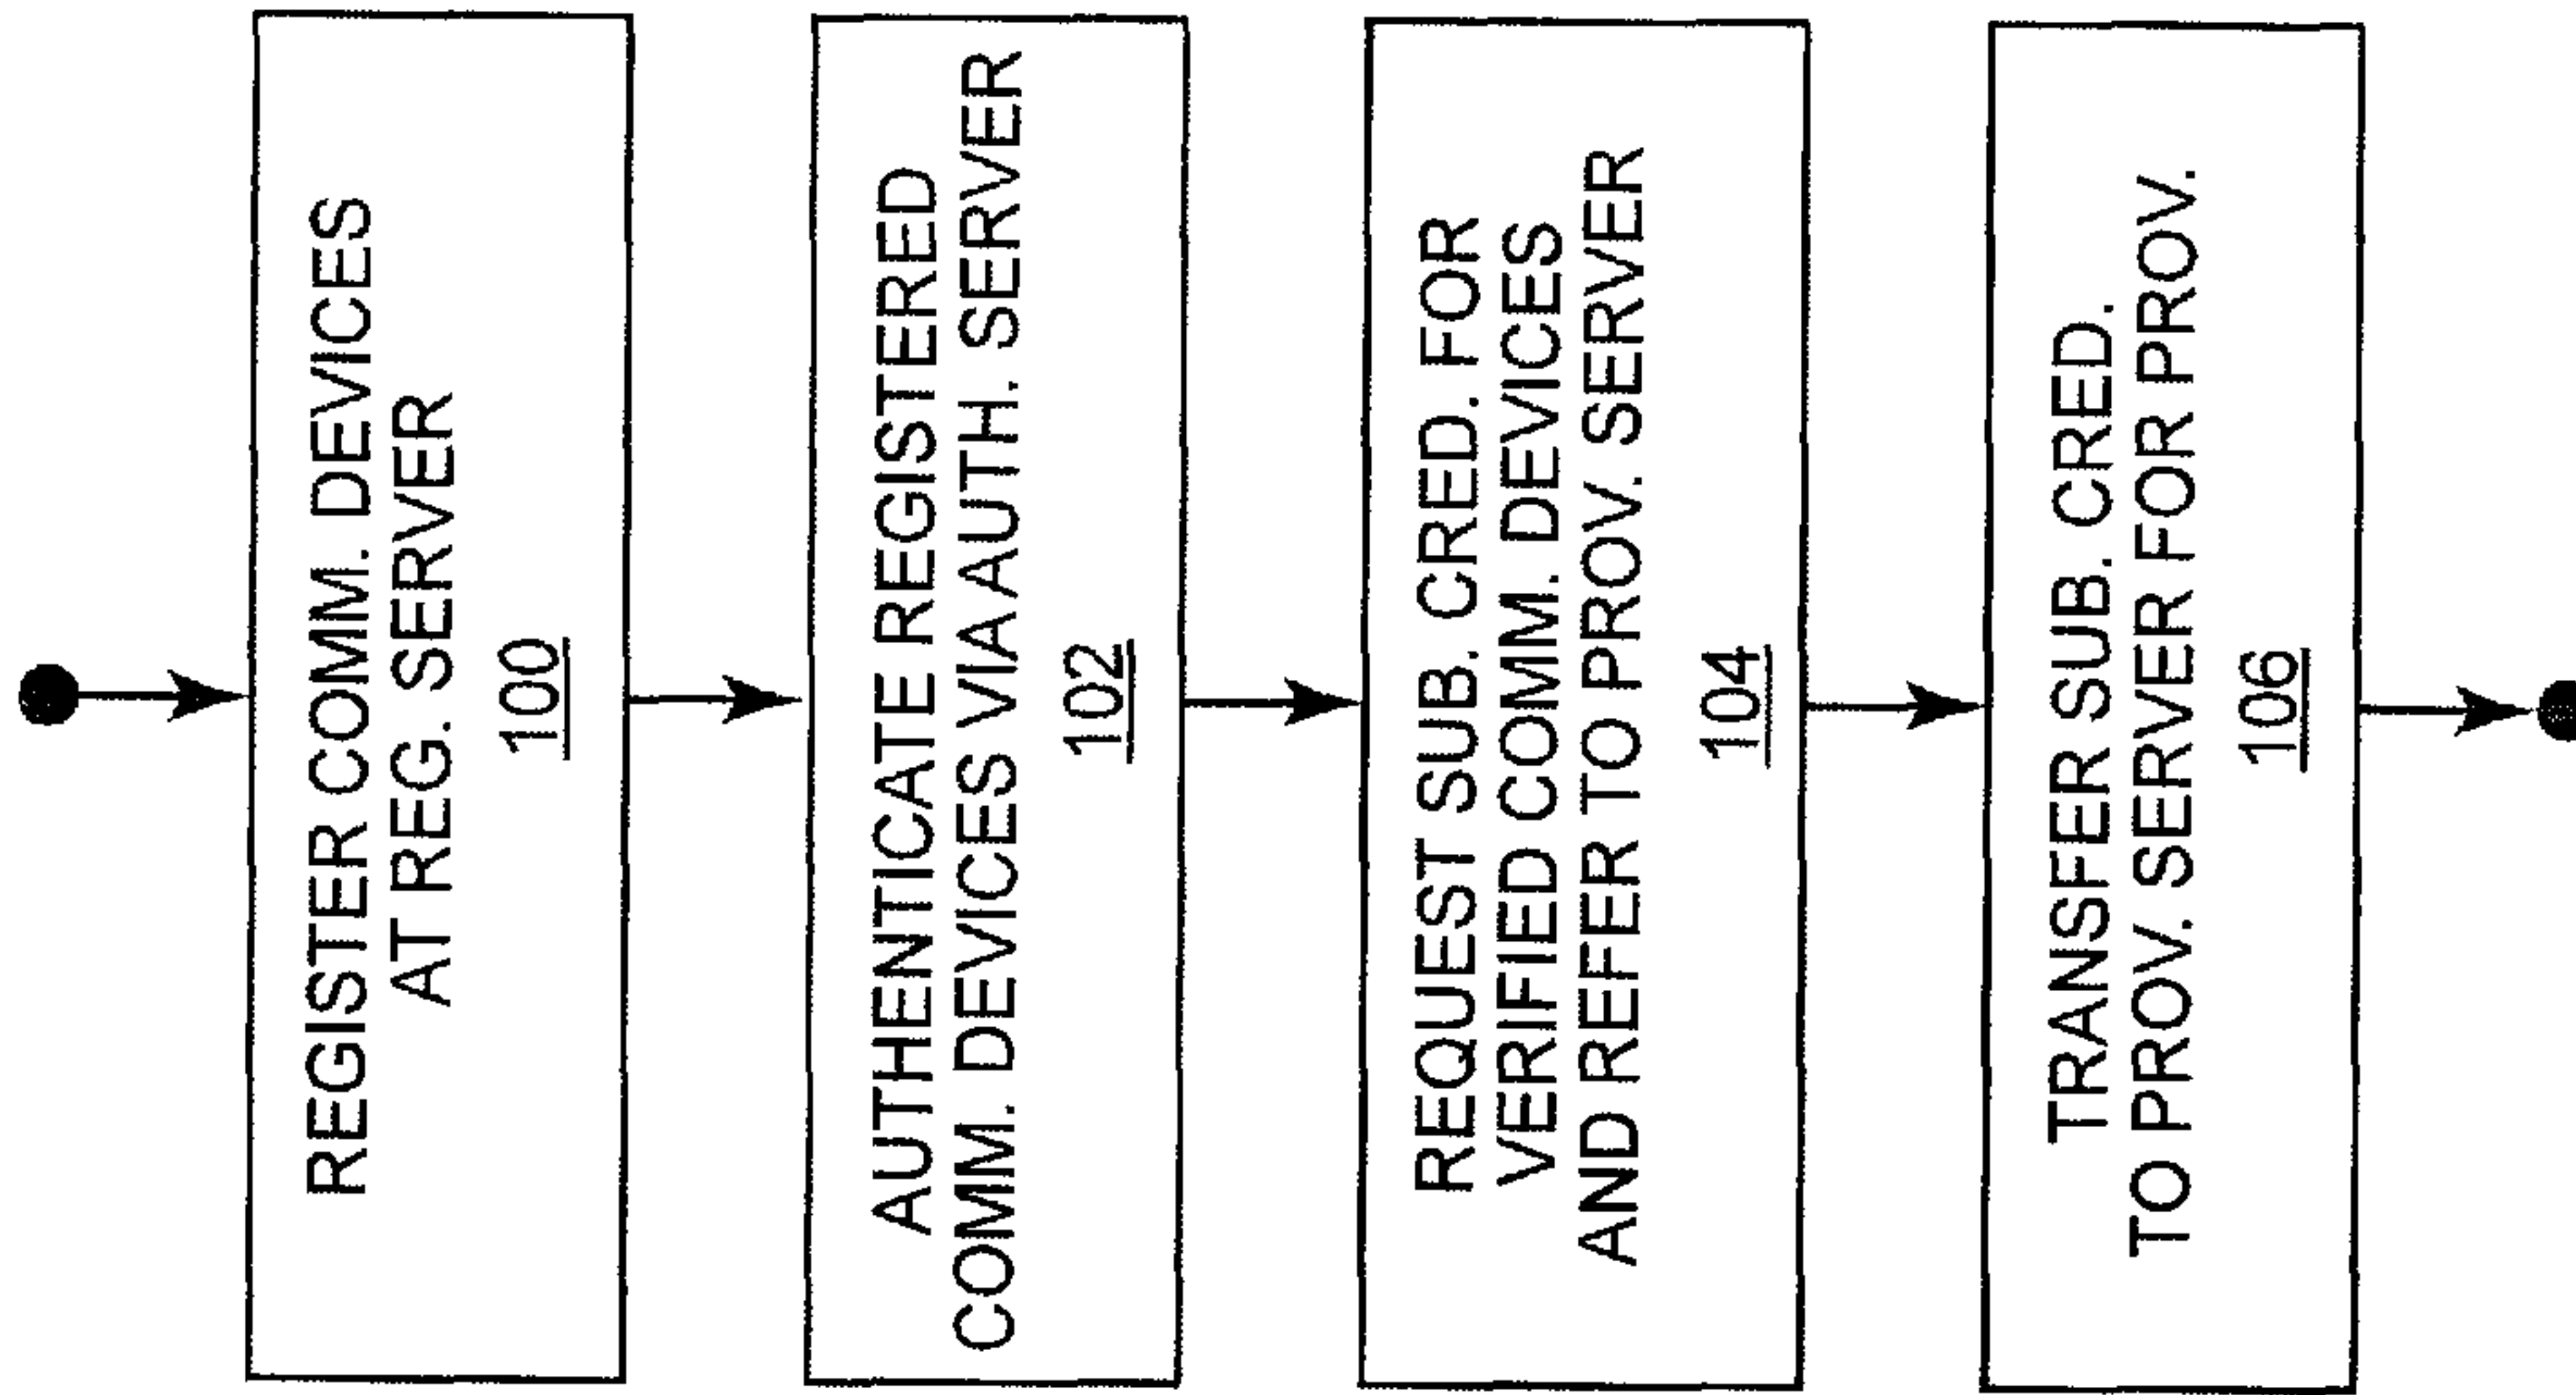 REGISTER COMM. DEVICES
AT REG. SERVER
100
AUTHENTICATE REGISTERED
COMM. DEVICES VIA AUTH. SERVER
102
REQUEST SUB. CRED. FOR
VERIFIED COMM. DEVICES
AND REFER TO PROV. SERVER
104
TRANSFER SUB. CRED.
TO PROV. SERVER FOR PROV.
106